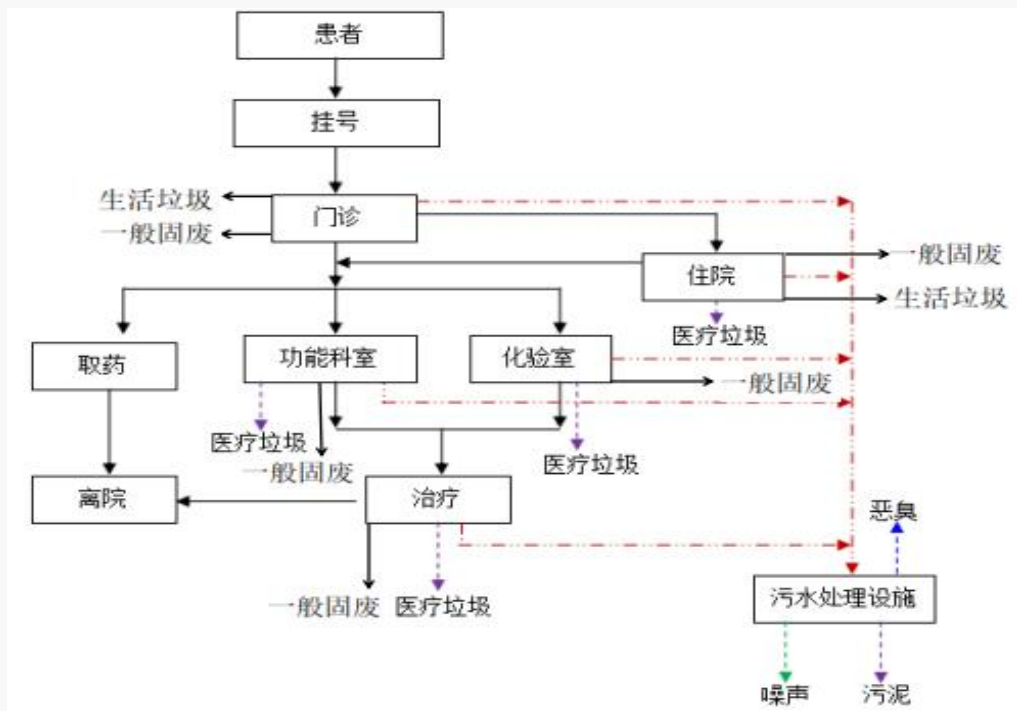 患者
挂号
生活垃圾
门诊
一般固废
一般固废
住院
生活垃圾
医疗垃圾
取药
功能科室
化验室
一般固废
医疗垃圾
一般固废
医疗垃圾
离院
治疗
恶臭
一般固废
医疗垃圾
污水处理设施
噪声
污泥